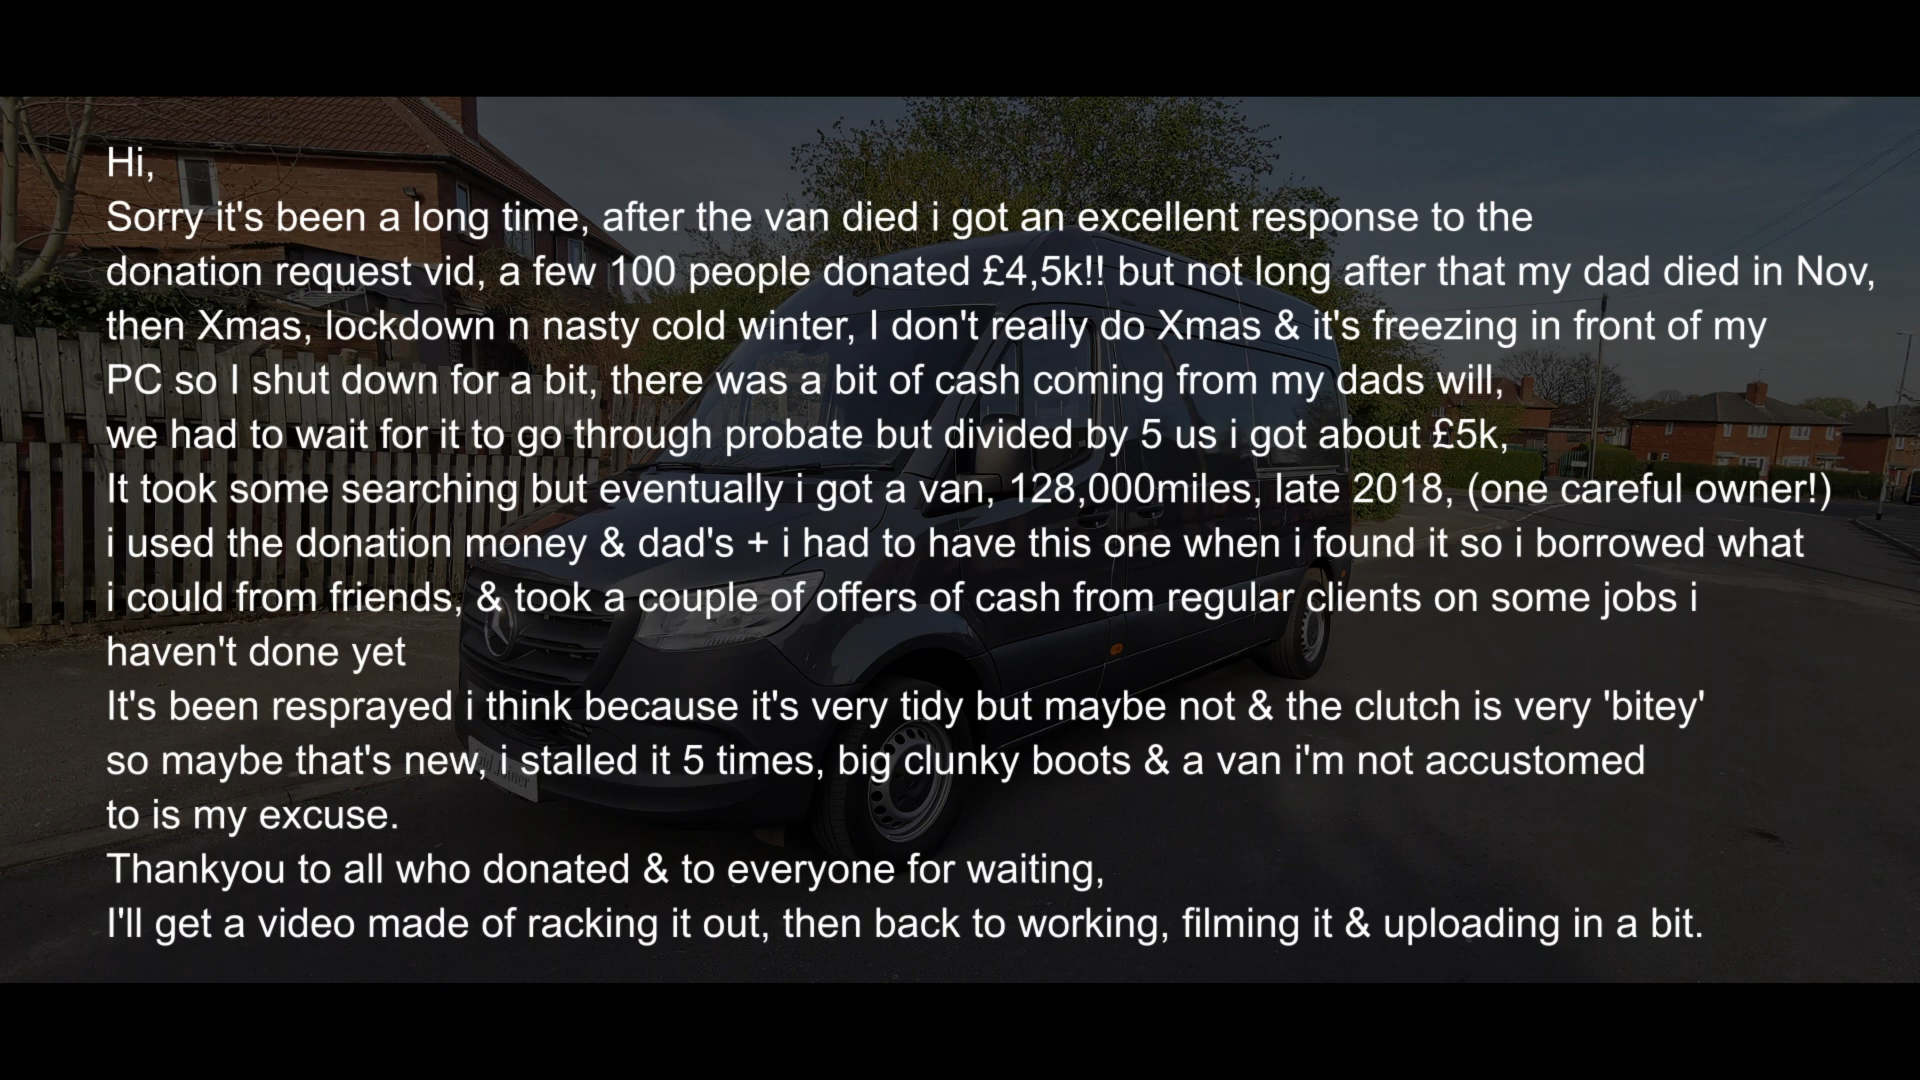 Hi,
Sorry it's been a long time, after the van died i got an excellent response to the
donation request vid, a few 100 people donated £4,5k!! but not long after that my dad died in Nov,
then Xmas, lockdown n nasty cold winter, I don't really do Xmas & it's freezing in front of my
PC so I shut down for a bit, there was a bit of cash coming from my dads will,
we had to wait for it to go through probate but divided by 5 us i got about £5k,
It took some searching but eventually i got a van, 128,000miles, late 2018, (one careful owner!)
i used the donation money & dad's + i had to have this one when i found it so i borrowed what
i could from friends, & took a couple of offers of cash from regular clients on some jobs i
haven't done yet
It's been resprayed i think because it's very tidy but maybe not & the clutch is very 'bitey'
so maybe that's new, i stalled it 5 times, big clunky boots & a van i'm not accustomed
to is my excuse.
Thankyou to all who donated & to everyone for waiting,
I'll get a video made of racking it out, then back to working, filming it & uploading in a bit.